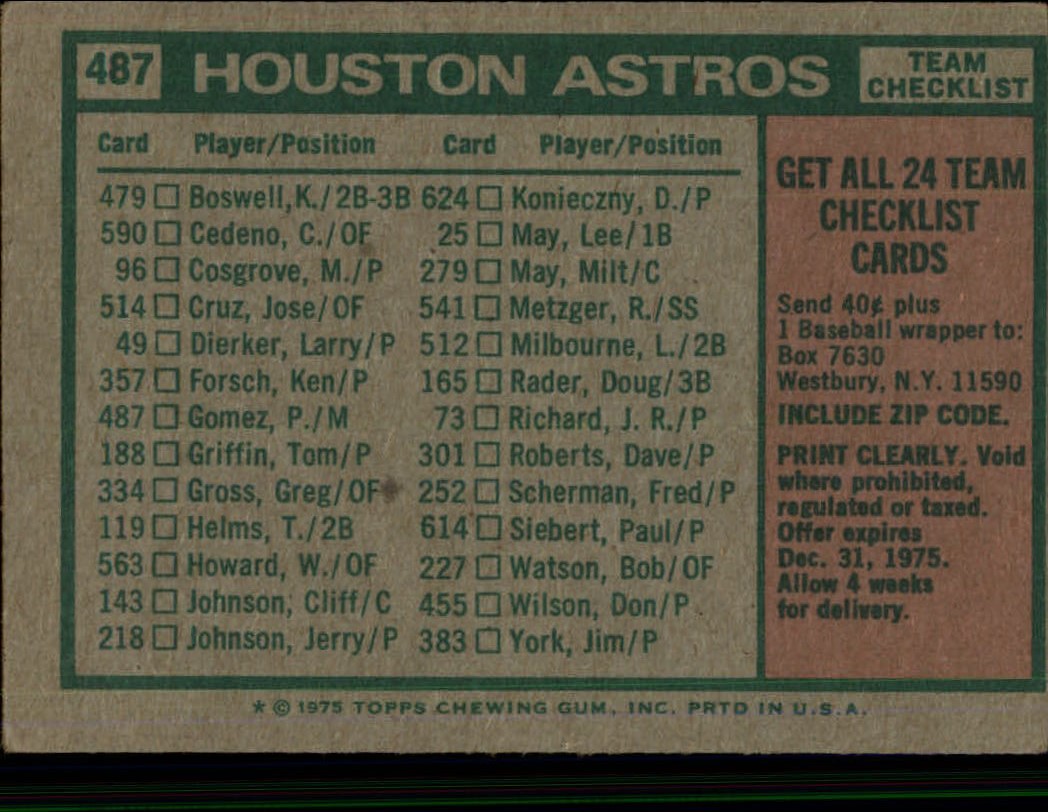 487 HOUSTON ASTROS TEAM CHECKLIST
Card Player/Position Card Player/Position
479 Boswell,K./2B-3B 624 Konieczny, D./P
590 Cedeno, C./OF 25 May, Lee/1B
96 Cosgrove, M./P 279 May, Milt/C
514 Cruz, Jose/OF 541 Metzger, R./SS
49 Dierker, Larry/P 512 Milbourne, L./2B
357 Forsch, Ken/P 165 Rader, Doug/3B
487 Gomez, P./M 73 Richard, J. R./P
188 Griffin, Tom/P 301 Roberts, Dave/P
334 Gross, Greg/OF 252 Scherman, Fred/P
119 Helms, T./2B 614 Siebert, Paul/P
563 Howard, W./OF 227 Watson, Bob/OF
143 Johnson, Cliff/C 455 Wilson, Don/P
218 Johnson, Jerry/P 383 York, Jim/P
GET ALL 24 TEAM
CHECKLIST
CARDS
Send 40¢ plus
1 Baseball wrapper to:
Box 7630
Westbury, N.Y. 11590
INCLUDE ZIP CODE.
PRINT CLEARLY. Void
where prohibited,
regulated or taxed.
Offer expires
Dec. 31, 1975.
Allow 4 weeks
for delivery.
* © 1975 TOPPS CHEWING GUM, INC. PRTD IN U.S.A.